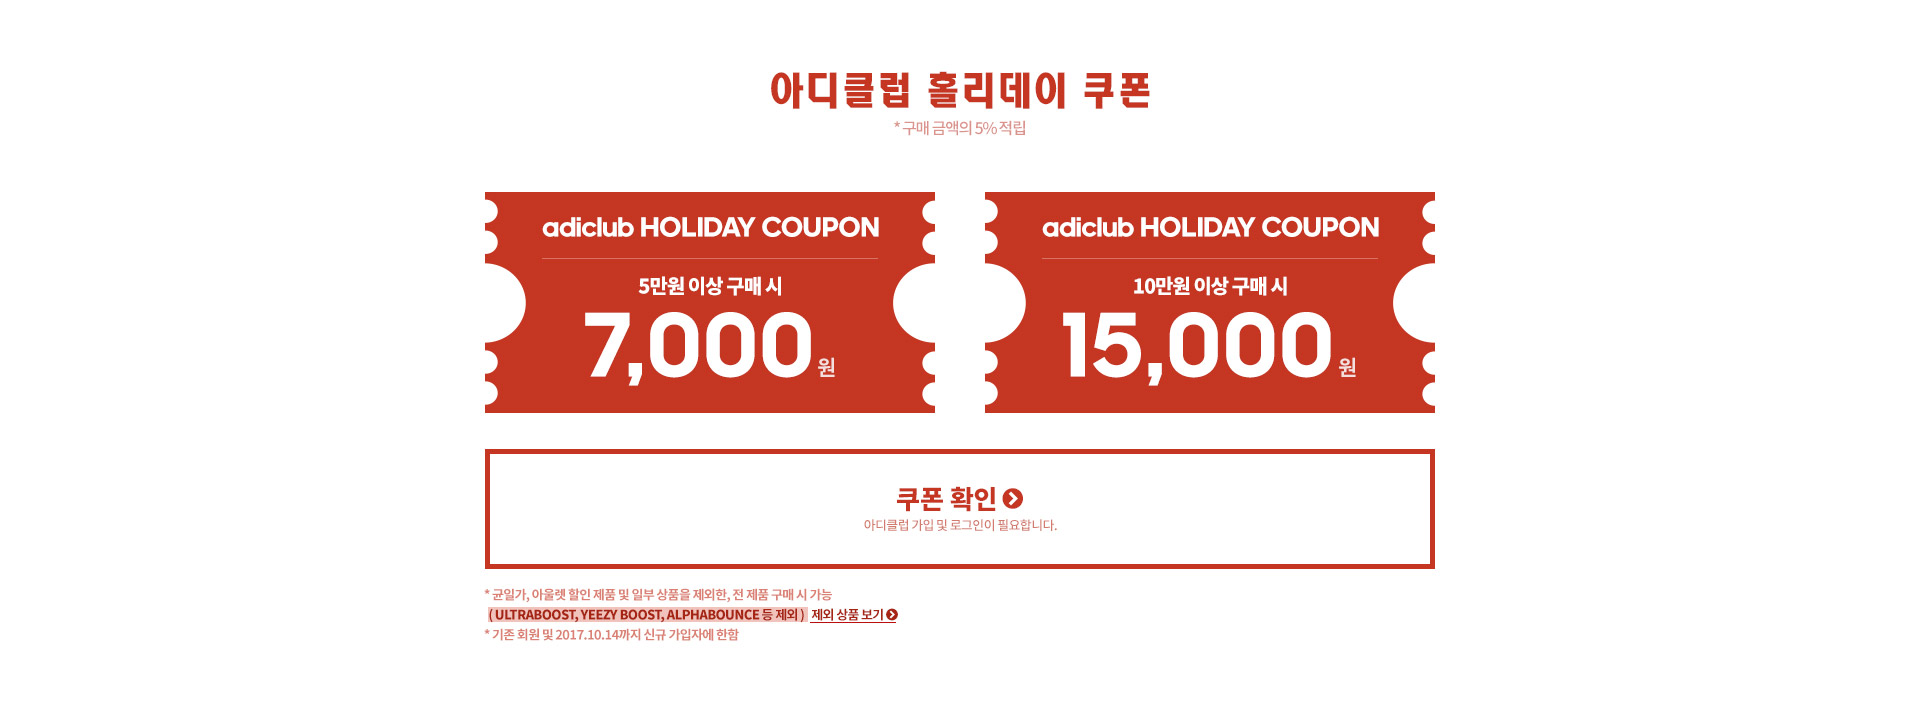 아디클럽 홀리데이 쿠폰
* 구매 금액의 5% 적립
adiclub HOLIDAY COUPON
5만원 이상 구매 시
7,000 원
adiclub HOLIDAY COUPON
10만원 이상 구매 시
15,000 원
쿠폰 확인
아디클럽 가입 및 로그인이 필요합니다.
* 균일가, 아울렛 할인 제품 및 일부 상품을 제외한, 전 제품 구매 시 가능
( ULTRABOOST, YEEZY BOOST, ALPHABOUNCE 등 제외 ) 제외 상품 보기
* 기존 회원 및 2017.10.14까지 신규 가입자에 한함